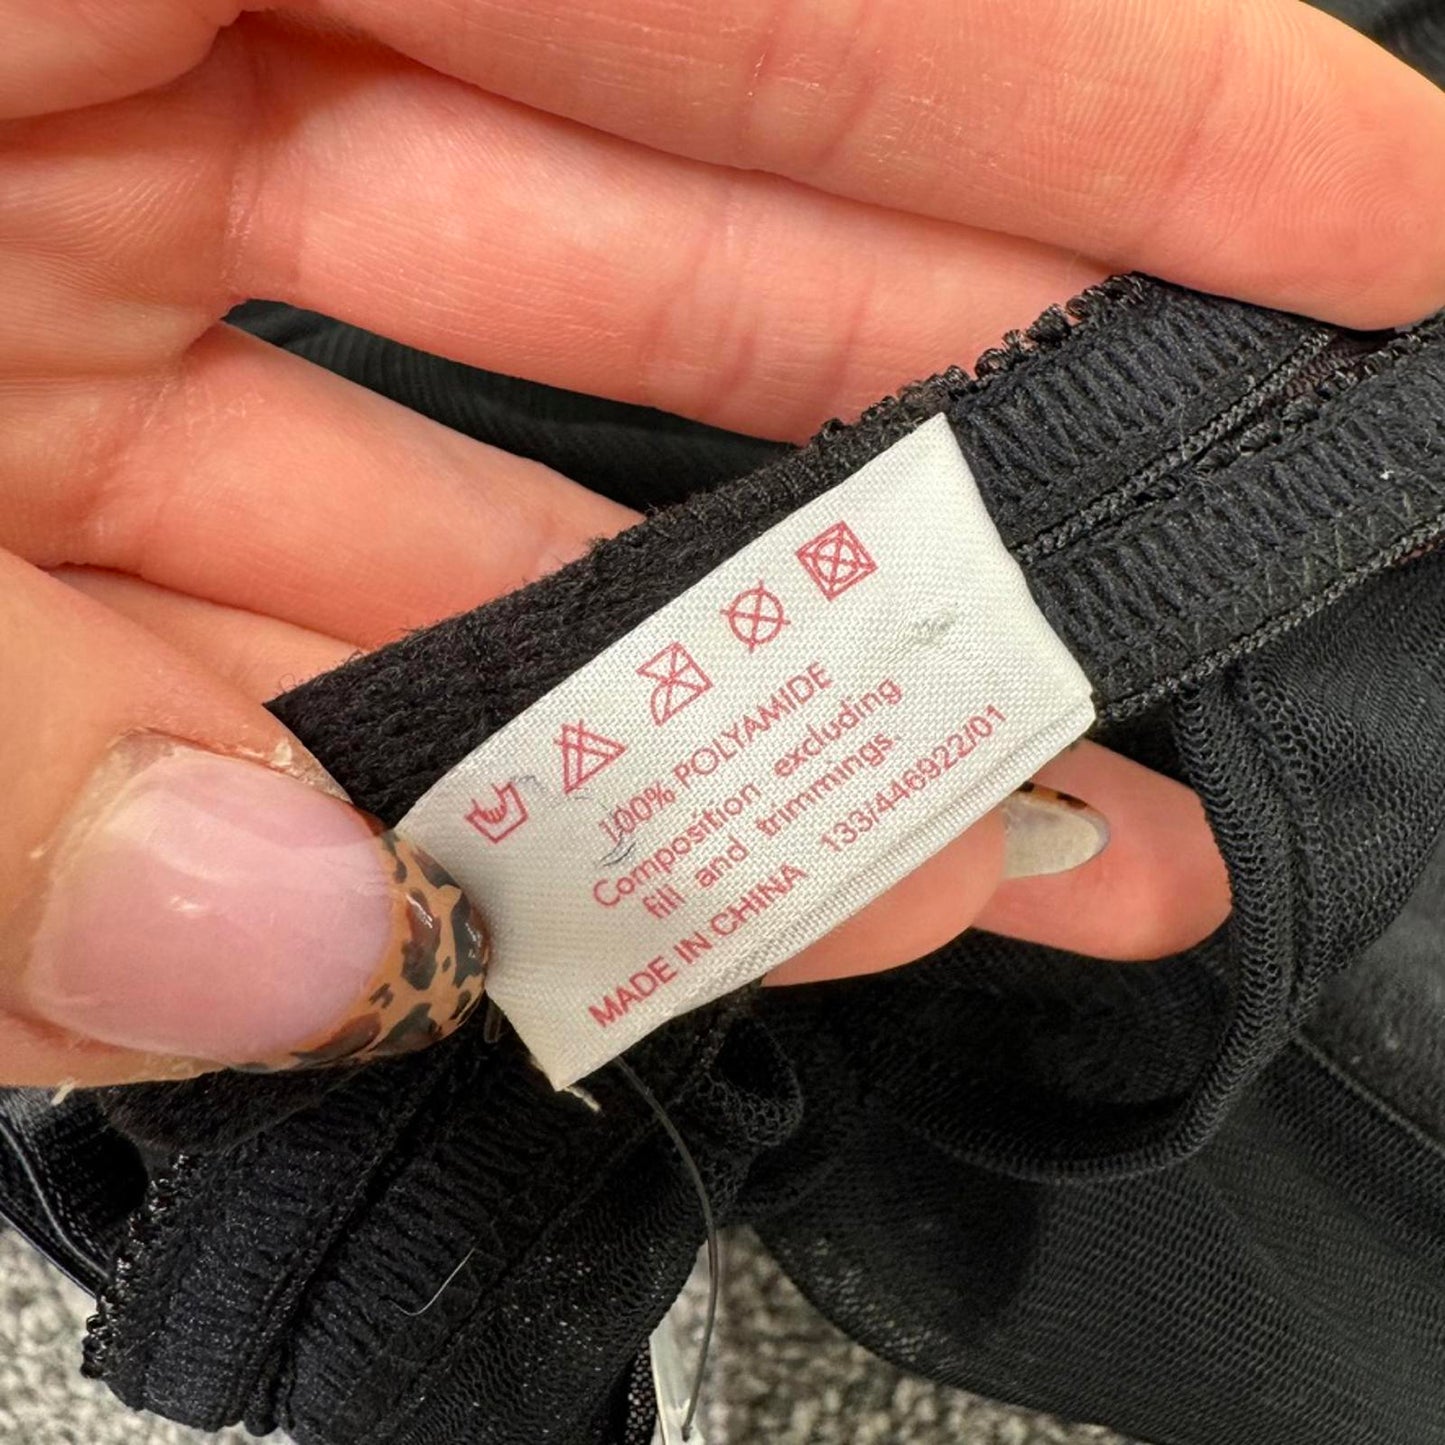 100% POLYAMIDE
Composition excluding
fill and trimmings.
MADE IN CHINA 133/446922/01